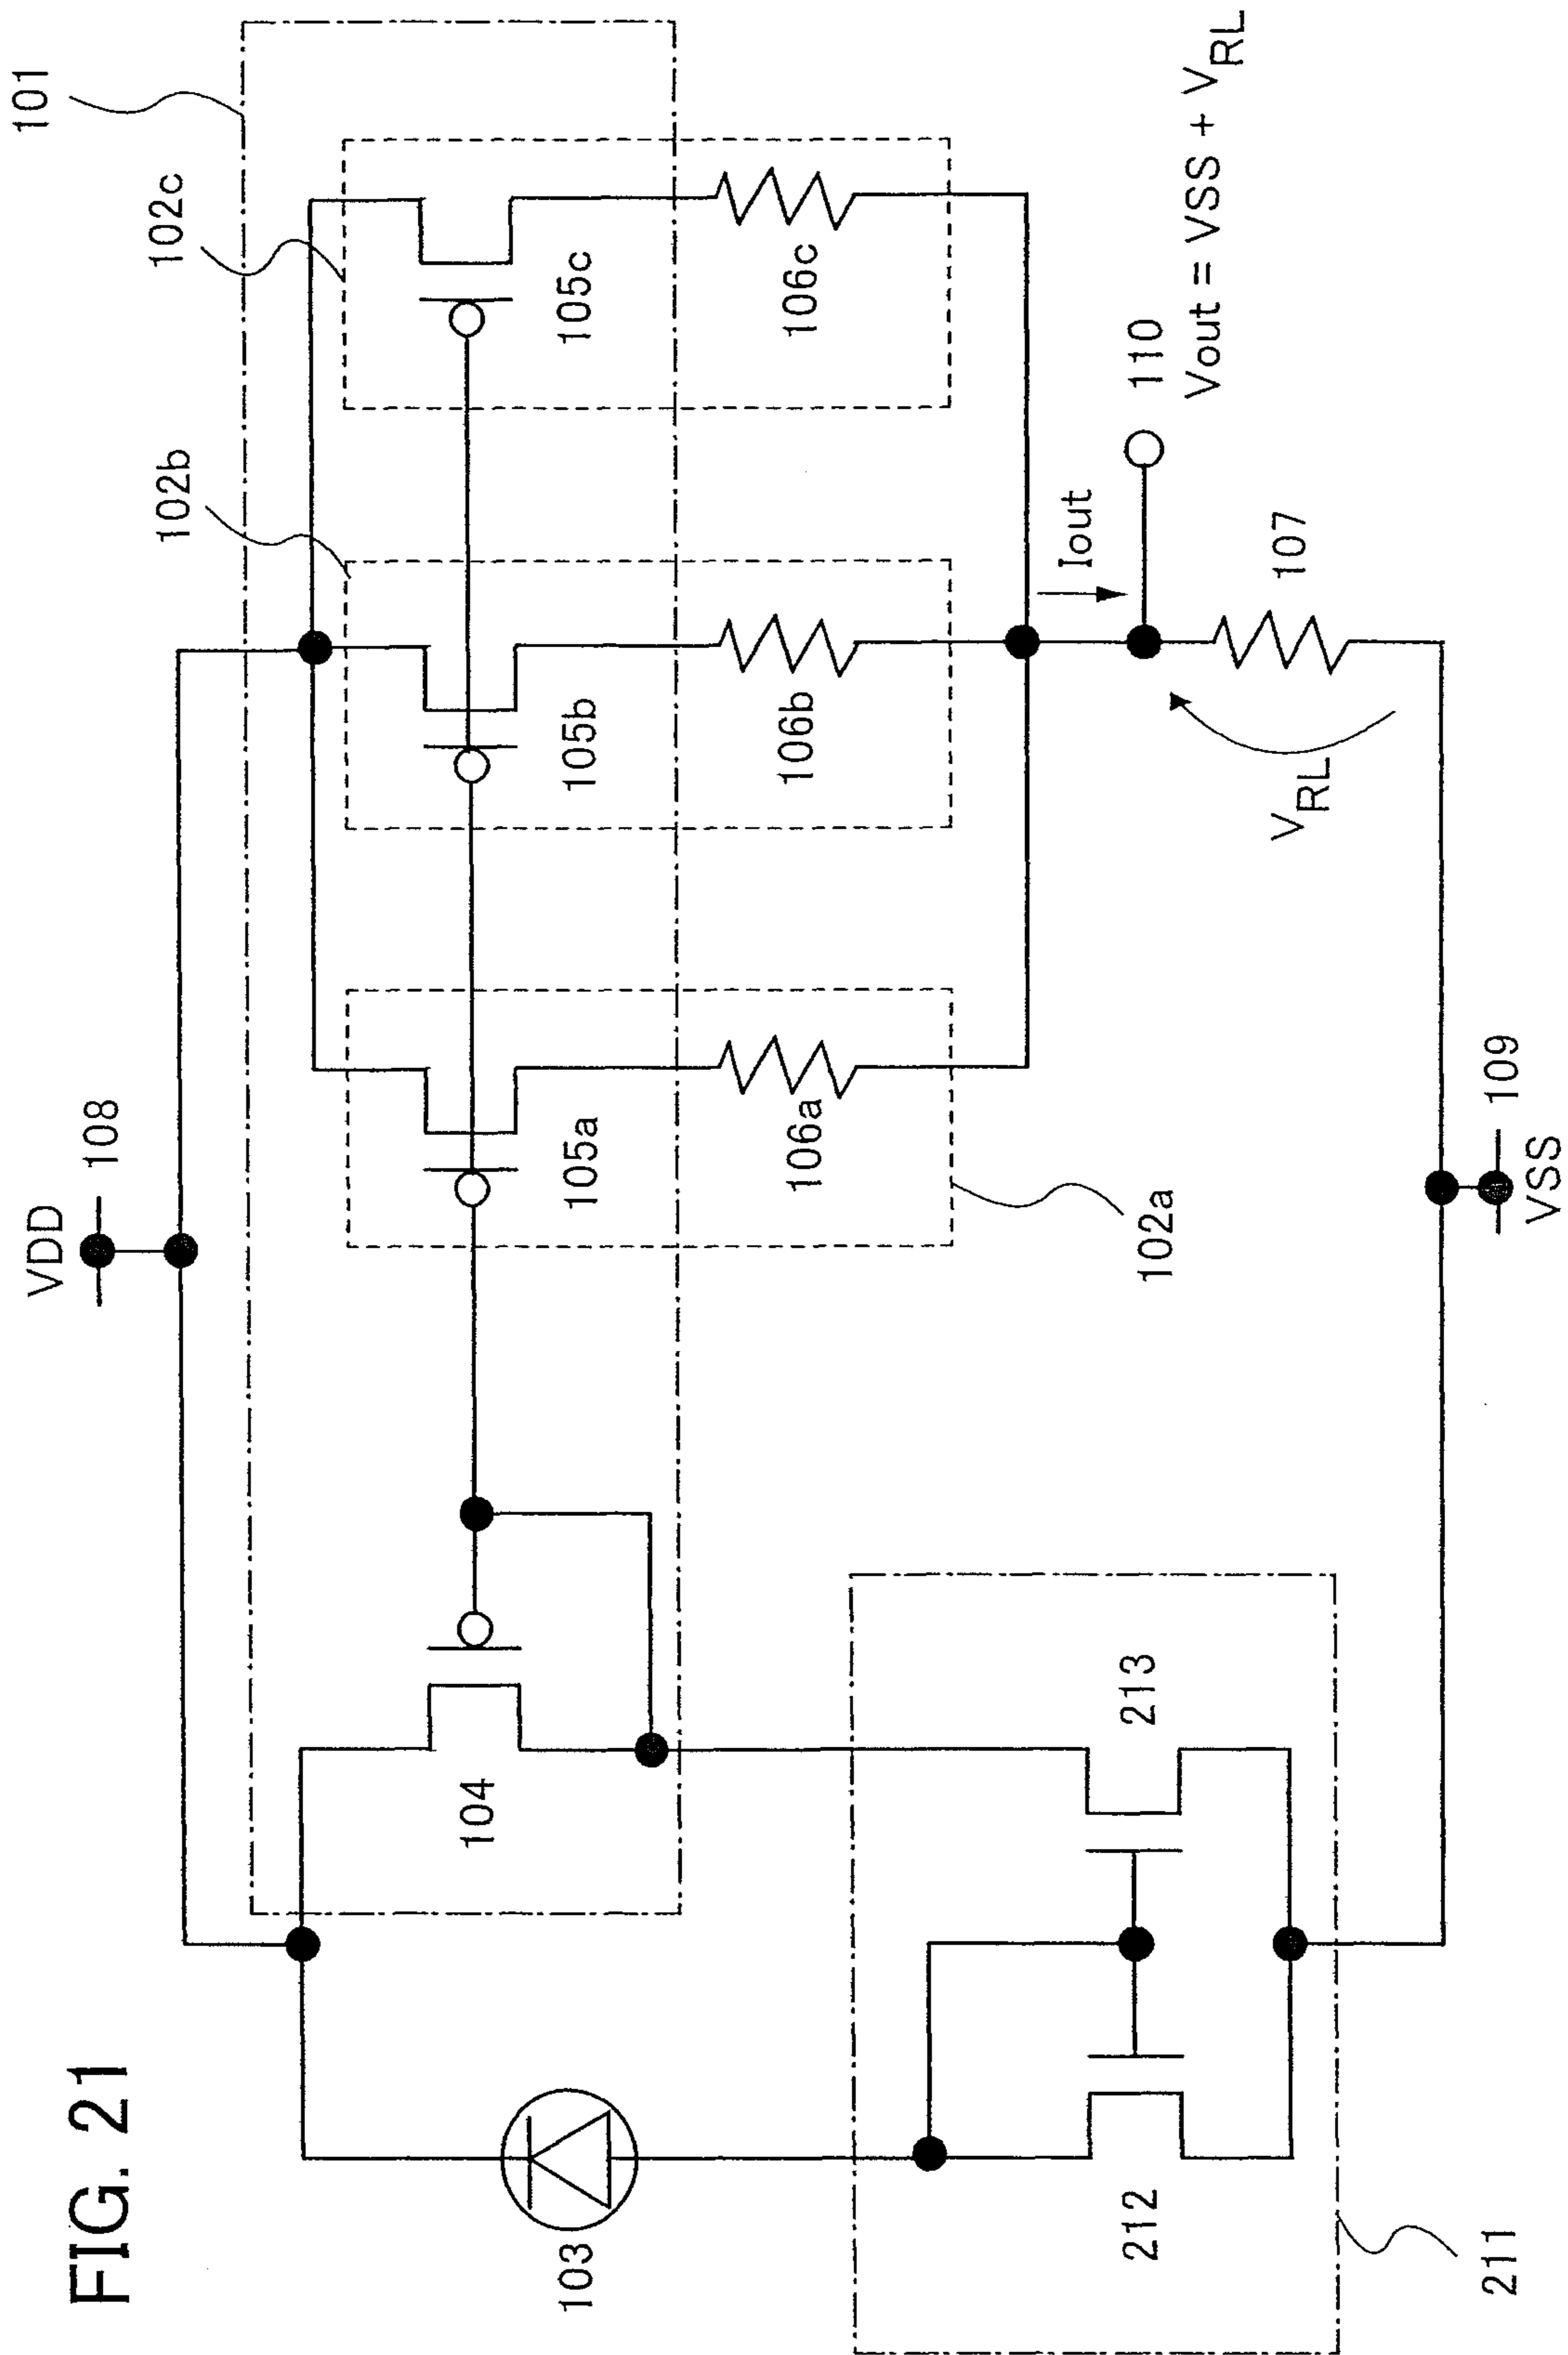 FIG. 21
VDD
108
101
102b
102c
103
104
105a
105b
105c
106a
106b
106c
102a
Iout
110
Vout = VSS + VRL
212
213
VRL
107
211
VSS
109